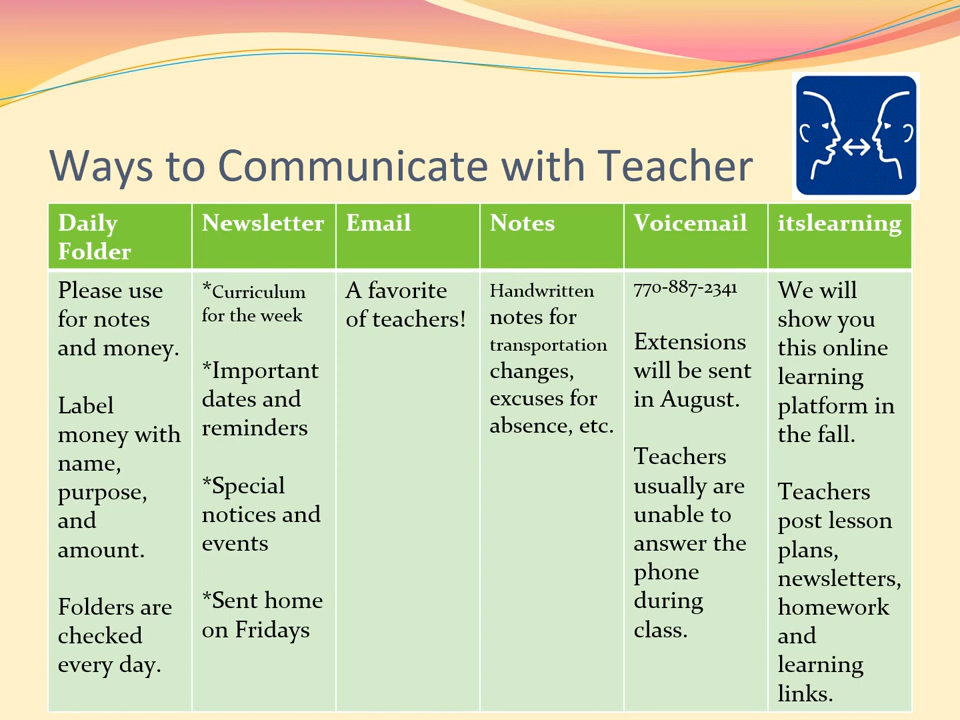 Ways to Communicate with Teacher
Daily
Folder
Please use
for notes
and money.
Label
money with
name,
purpose,
and
amount.
Folders are
checked
every day.
Newsletter
*Curriculum
for the week
*Important
dates and
reminders
*Special
notices and
events
*Sent home
on Fridays
Email
A favorite
of teachers!
Notes
Handwritten
notes for
transportation
changes,
excuses for
absence, etc.
Voicemail
770-887-2341
Extensions
will be sent
in August.
Teachers
usually are
unable to
answer the
phone
during
class.
itslearning
We will
show you
this online
learning
platform in
the fall.
Teachers
post lesson
plans,
newsletters,
homework
and
learning
links.